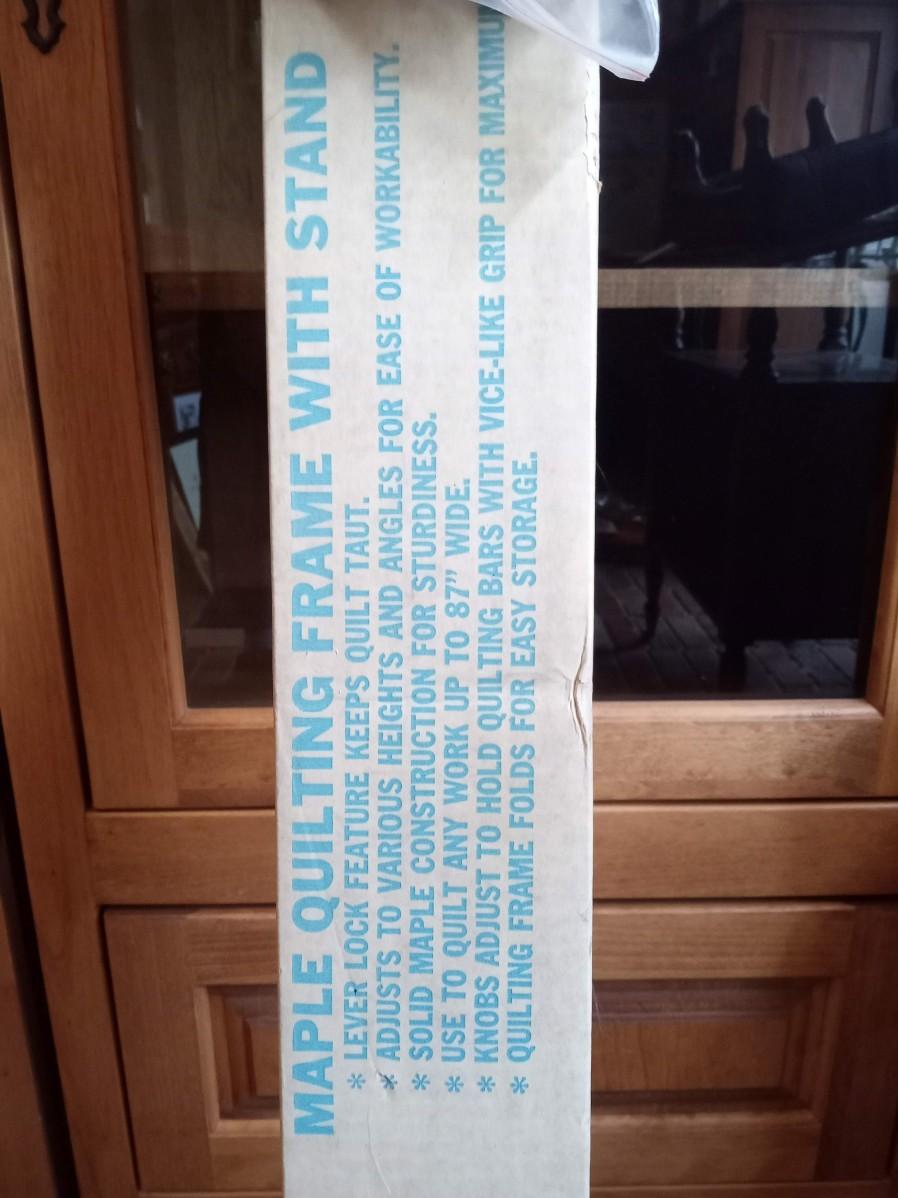 MAPLE QUILTING FRAME WITH STAND
* LEVER LOCK FEATURE KEEPS QUILT TAUT.
* ADJUSTS TO VARIOUS HEIGHTS AND ANGLES FOR EASE OF WORKABILITY.
* SOLID MAPLE CONSTRUCTION FOR STURDINESS.
* USE TO QUILT ANY WORK UP TO 87" WIDE.
* KNOBS ADJUST TO HOLD QUILTING BARS WITH VICE-LIKE GRIP FOR MAXIMU
* QUILTING FRAME FOLDS FOR EASY STORAGE.